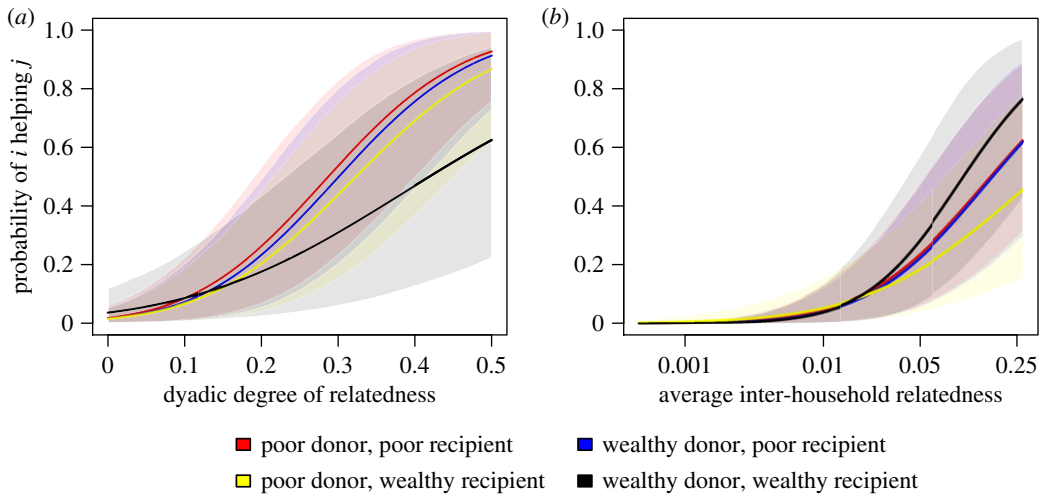 (a)
(b)
probability of i helping j
1.0
0.8
0.6
0.4
0.2
0
0 0.1 0.2 0.3 0.4 0.5
dyadic degree of relatedness
1.0
0.8
0.6
0.4
0.2
0
0.001 0.01 0.05 0.25
average inter-household relatedness
poor donor, poor recipient
wealthy donor, poor recipient
poor donor, wealthy recipient
wealthy donor, wealthy recipient